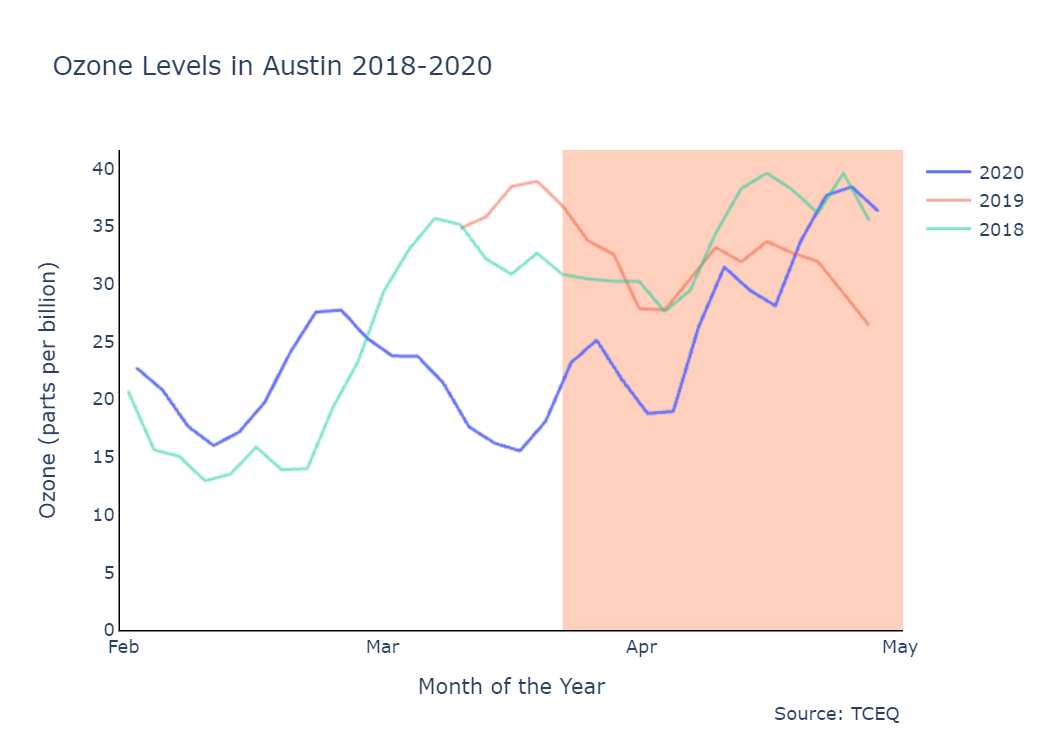 Ozone Levels in Austin 2018-2020
40
35
30
25
20
15
10
5
0
Ozone (parts per billion)
Feb
Mar
Apr
May
Month of the Year
Source: TCEQ
2020
2019
2018